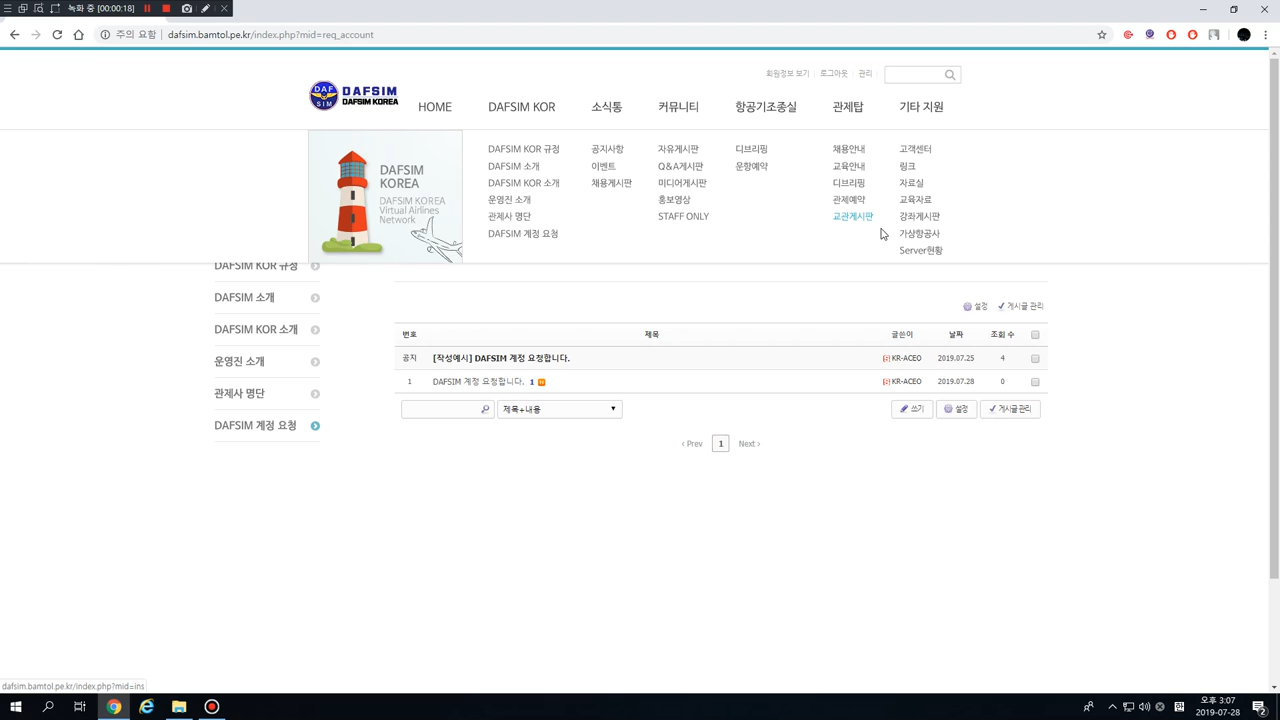 녹화 중 [00:00:18]
주의 요함 dafsim.bamtol.pe.kr/index.php?mid=req_account
회원정보 보기 로그아웃 관리
DAF SIM
DAFSIM
DAFSIM KOREA
HOME DAFSIM KOR 소식통 커뮤니티 항공기조종실 관제탑 기타 지원
DAFSIM
KOREA
DAFSIM KOREA
Virtual Airlines
Network
DAFSIM KOR 규정 공지사항 자유게시판 디브리핑 채용안내 고객센터
DAFSIM 소개 이벤트 Q&A게시판 운항예약 교육안내 링크
DAFSIM KOR 소개 채용게시판 미디어게시판 디브리핑 자료실
운영진 소개 홍보영상 관제예약 교육자료
관제사 명단 STAFF ONLY 교관게시판 강좌게시판
DAFSIM 계정 요청 가상항공사
Server현황
DAFSIM KOR 규정
DAFSIM 소개
DAFSIM KOR 소개
운영진 소개
관제사 명단
DAFSIM 계정 요청
설정 게시글 관리
번호 제목 글쓴이 날짜 조회 수
공지 [작성예시] DAFSIM 계정 요청합니다. KR-ACEO 2019.07.25 4
1 DAFSIM 계정 요청합니다. 1 KR-ACEO 2019.07.28 0
제목+내용 쓰기 설정 게시글 관리
‹ Prev 1 Next ›
dafsim.bamtol.pe.kr/index.php?mid=ins
오후 3:07
2019-07-28
2